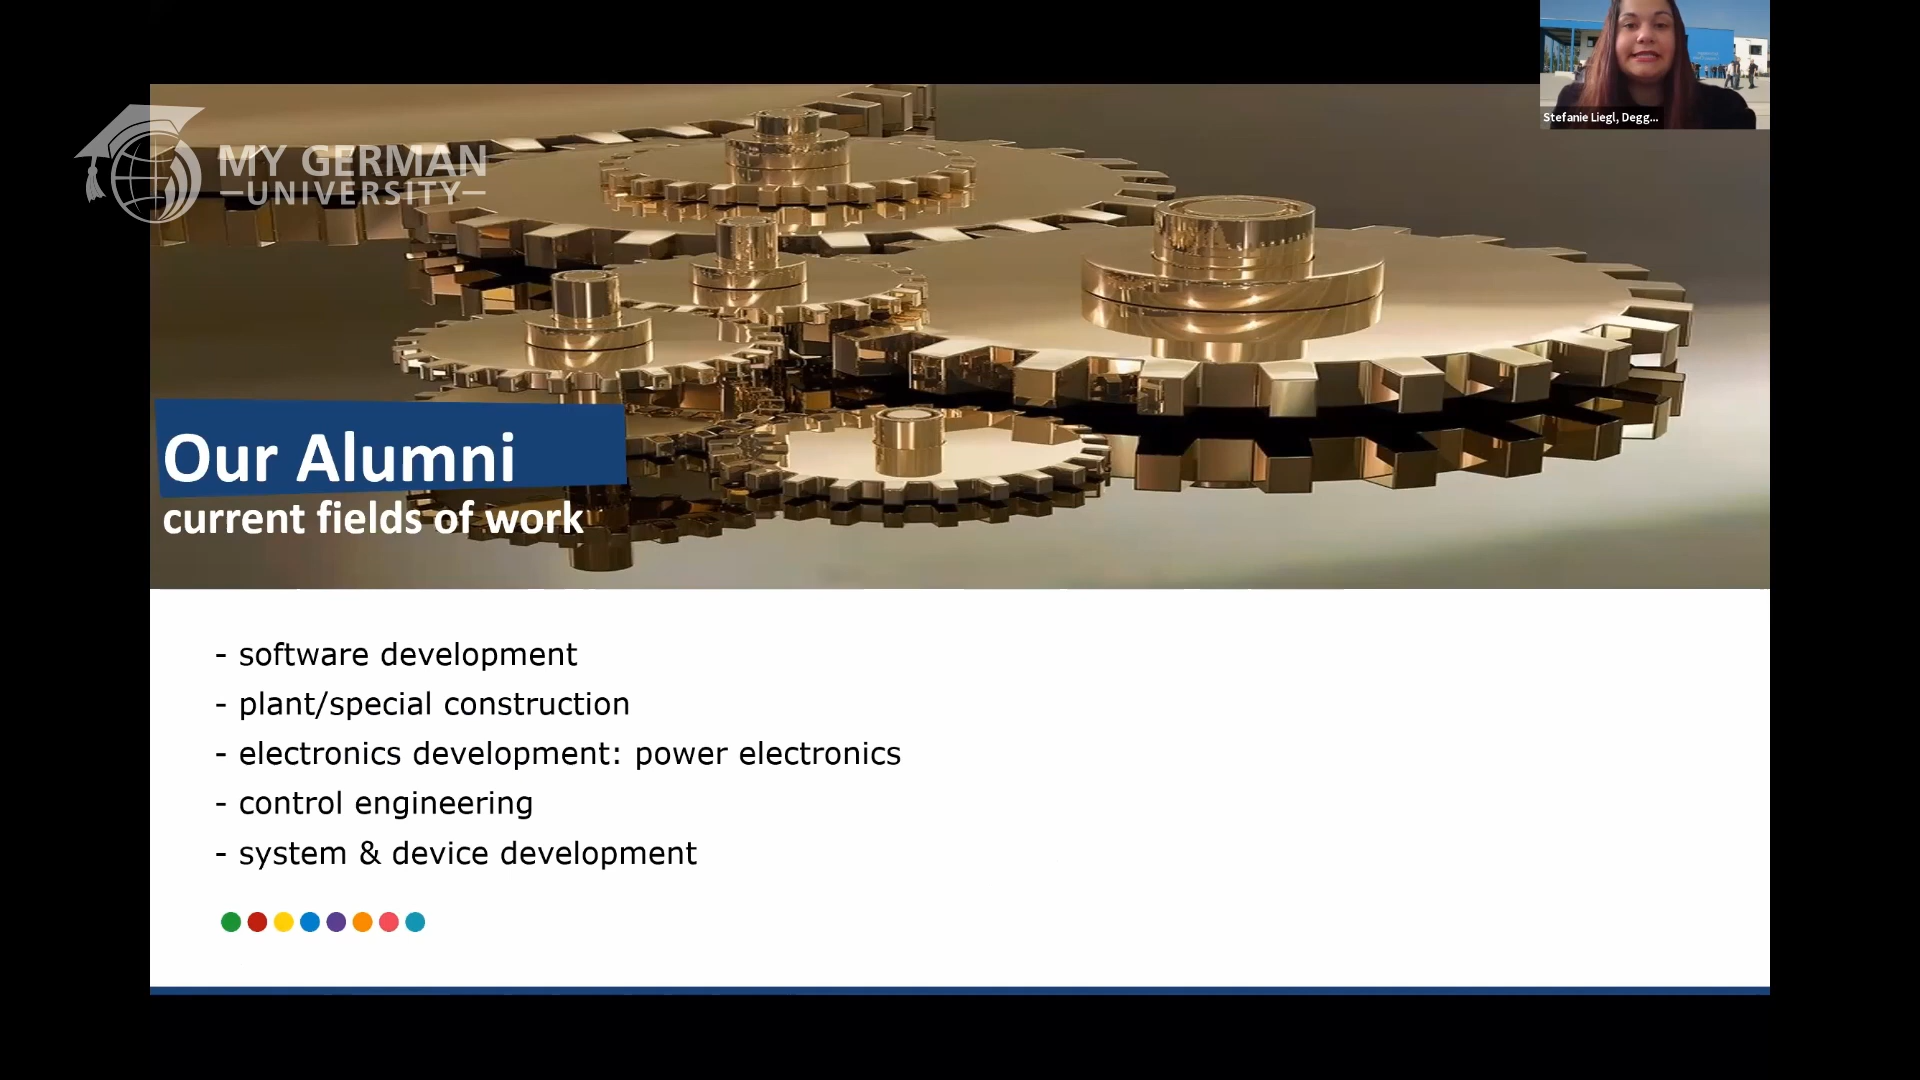 Stefanie Liegl, Degg...
MY GERMAN
UNIVERSITY
Our Alumni
current fields of work
- software development
- plant/special construction
- electronics development: power electronics
- control engineering
- system & device development